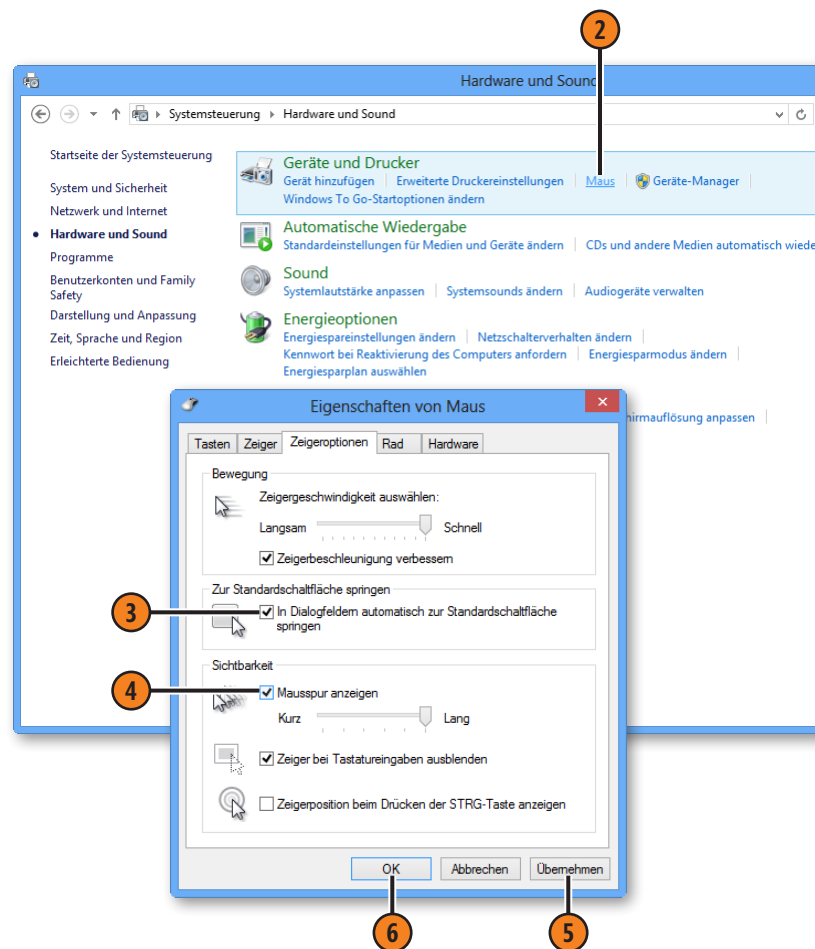 2
Hardware und Sound
Systemsteuerung Hardware und Sound
Startseite der Systemsteuerung
System und Sicherheit
Netzwerk und Internet
Hardware und Sound
Programme
Benutzerkonten und Family
Safety
Darstellung und Anpassung
Zeit, Sprache und Region
Erleichterte Bedienung
Geräte und Drucker
Gerät hinzufügen Erweiterte Druckereinstellungen Maus Geräte-Manager
Windows To Go-Startoptionen ändern
Automatische Wiedergabe
Standardeinstellungen für Medien und Geräte ändern CDs und andere Medien automatisch wiede
Sound
Systemlautstärke anpassen Systemsounds ändern Audiogeräte verwalten
Energieoptionen
Energiespareinstellungen ändern Netzschalterverhalten ändern
Kennwort bei Reaktivierung des Computers anfordern Energiesparmodus ändern
Energiesparplan auswählen
hirmauflösung anpassen
Eigenschaften von Maus
Tasten Zeiger Zeigeroptionen Rad Hardware
Bewegung
Zeigergeschwindigkeit auswählen:
Langsam Schnell
Zeigerbeschleunigung verbessern
Zur Standardschaltfläche springen
3
In Dialogfeldern automatisch zur Standardschaltfläche
springen
Sichtbarkeit
4
Mausspur anzeigen
Kurz Lang
Zeiger bei Tastatureingaben ausblenden
Zeigerposition beim Drücken der STRG-Taste anzeigen
OK Abbrechen Übernehmen
6 5